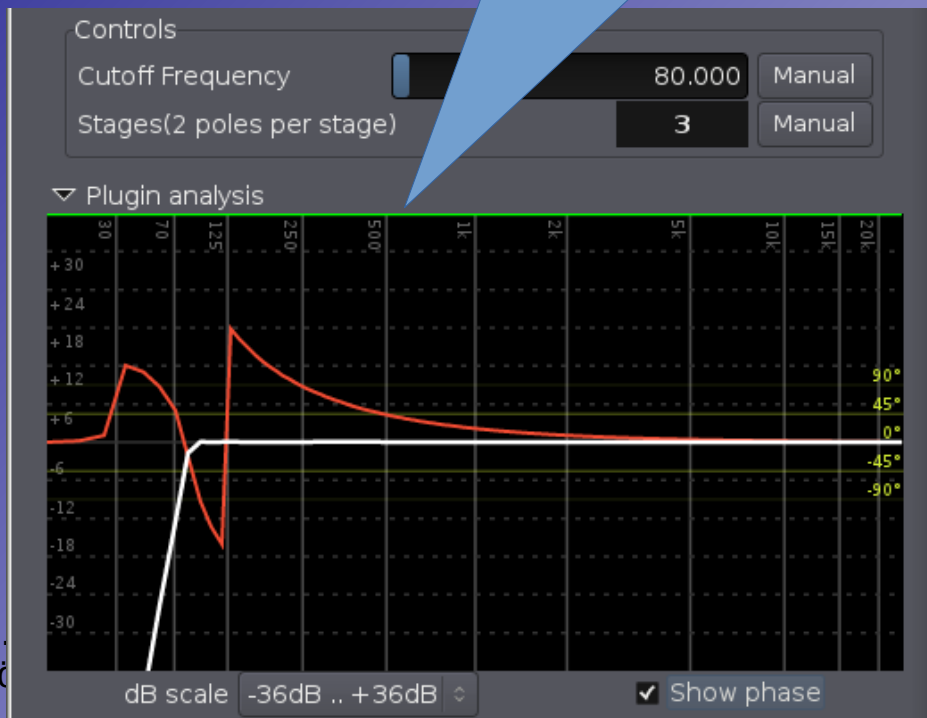 Controls
Cutoff Frequency 80.000 Manual
Stages(2 poles per stage) 3 Manual
Plugin analysis
30 70 125 250 500 1k 2k 5k 10k 15k 20k
+30
+24
+18
+12 90°
45°
+6
0°
-45°
-6
-90°
-12
-18
-24
-30
dB scale -36dB .. +36dB Show phase